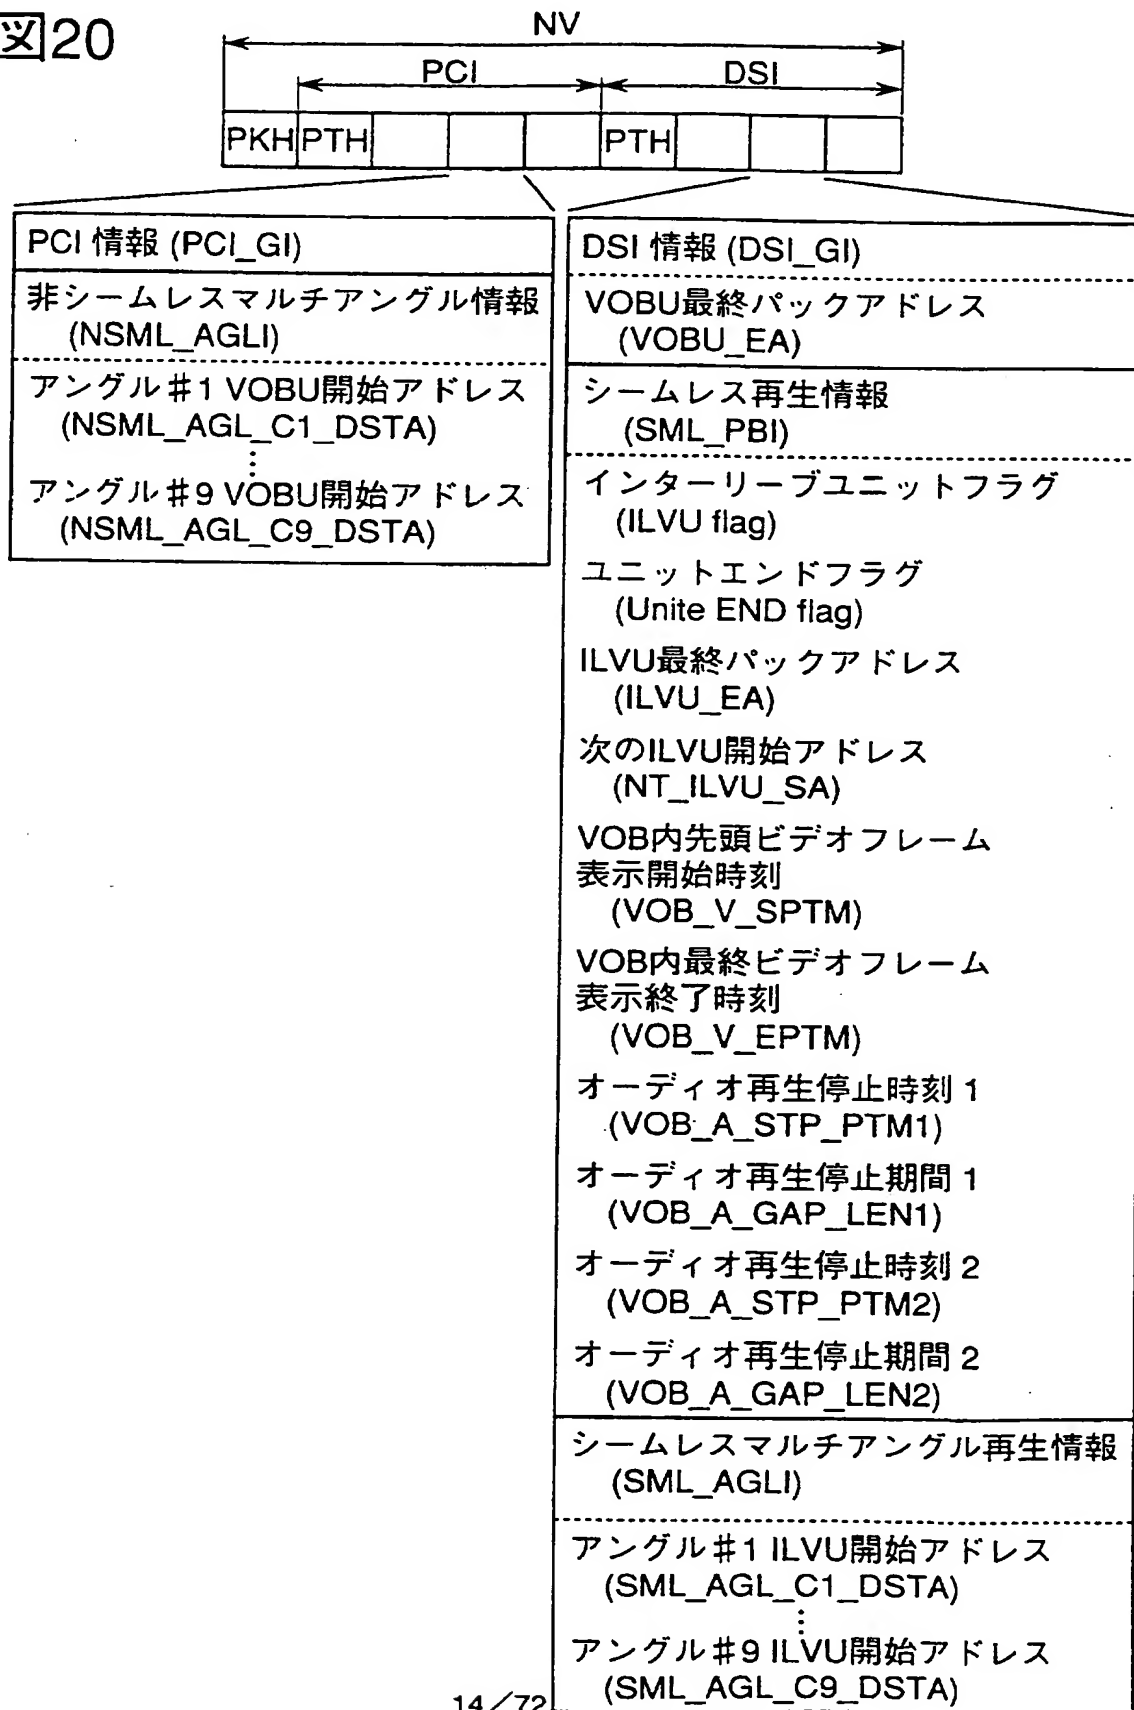 図20
NV
PCI
DSI
PKH PTH PTH
PCI 情報 (PCI_GI)
非シームレスマルチアングル情報
(NSML_AGLI)
アングル♯1 VOBU開始アドレス
(NSML_AGL_C1_DSTA)
⋮
アングル♯9 VOBU開始アドレス
(NSML_AGL_C9_DSTA)
DSI 情報 (DSI_GI)
VOBU最終パックアドレス
(VOBU_EA)
シームレス再生情報
(SML_PBI)
インターリーブユニットフラグ
(ILVU flag)
ユニットエンドフラグ
(Unite END flag)
ILVU最終パックアドレス
(ILVU_EA)
次のILVU開始アドレス
(NT_ILVU_SA)
VOB内先頭ビデオフレーム
表示開始時刻
(VOB_V_SPTM)
VOB内最終ビデオフレーム
表示終了時刻
(VOB_V_EPTM)
オーディオ再生停止時刻 1
(VOB_A_STP_PTM1)
オーディオ再生停止期間 1
(VOB_A_GAP_LEN1)
オーディオ再生停止時刻 2
(VOB_A_STP_PTM2)
オーディオ再生停止期間 2
(VOB_A_GAP_LEN2)
シームレスマルチアングル再生情報
(SML_AGLI)
アングル♯1 ILVU開始アドレス
(SML_AGL_C1_DSTA)
⋮
アングル♯9 ILVU開始アドレス
(SML_AGL_C9_DSTA)
14/72